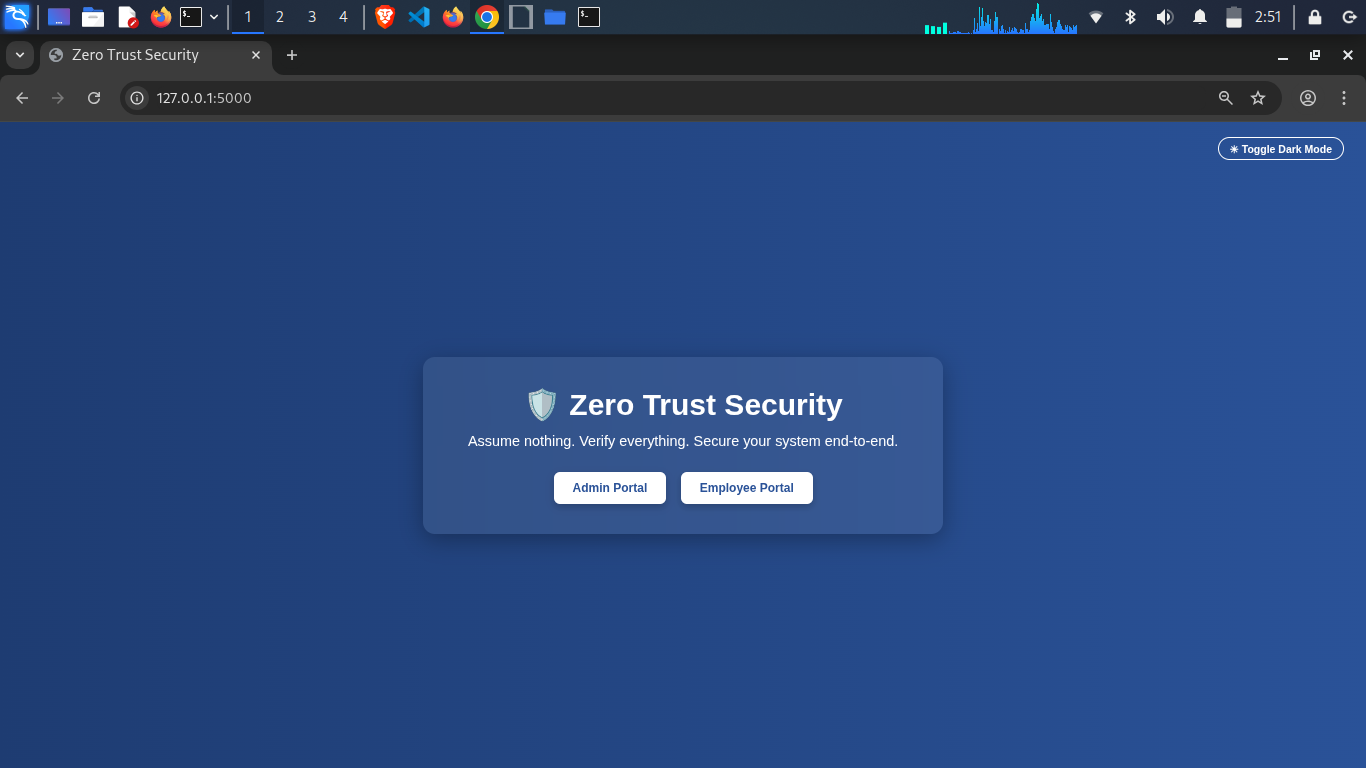 1 2 3 4 2:51
Zero Trust Security
127.0.0.1:5000
☀ Toggle Dark Mode
🛡️ Zero Trust Security
Assume nothing. Verify everything. Secure your system end-to-end.
Admin Portal Employee Portal